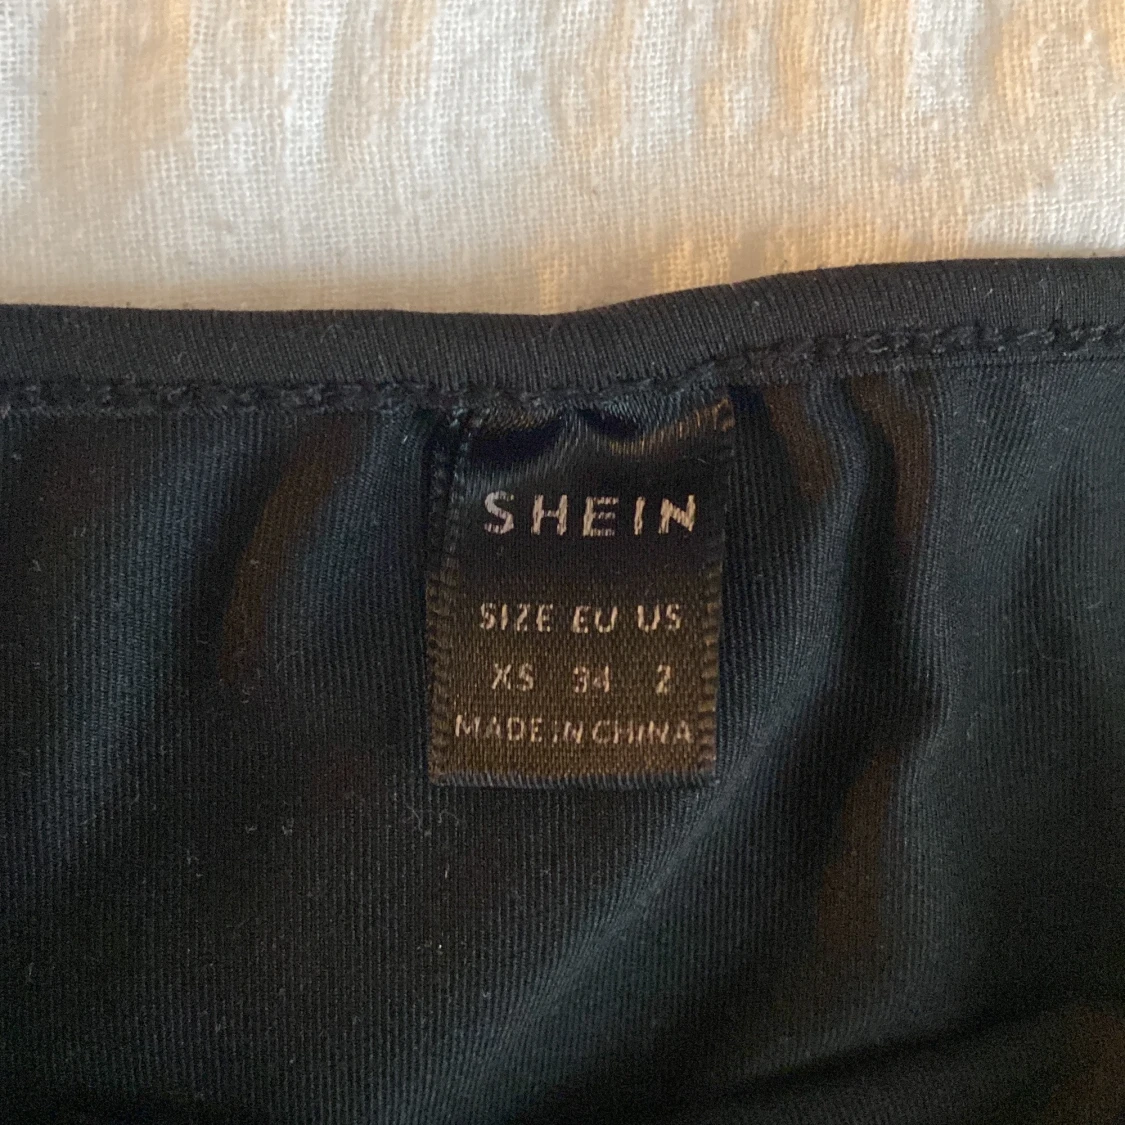 SHEIN
SIZE EU US
XS 34 2
MADE IN CHINA